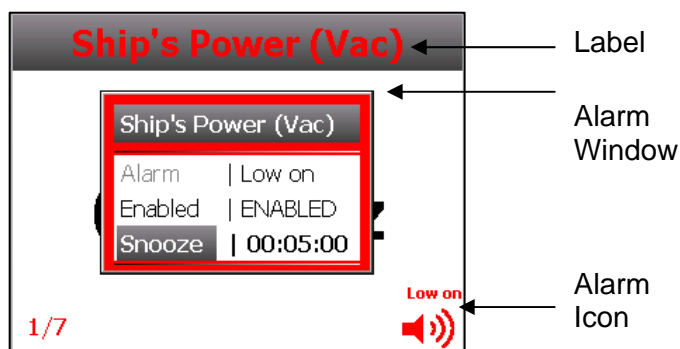 Ship's Power (Vac)
Label
Ship's Power (Vac)
Alarm | Low on
Enabled | ENABLED
Snooze | 00:05:00
Alarm
Window
Low on
1/7
Alarm
Icon